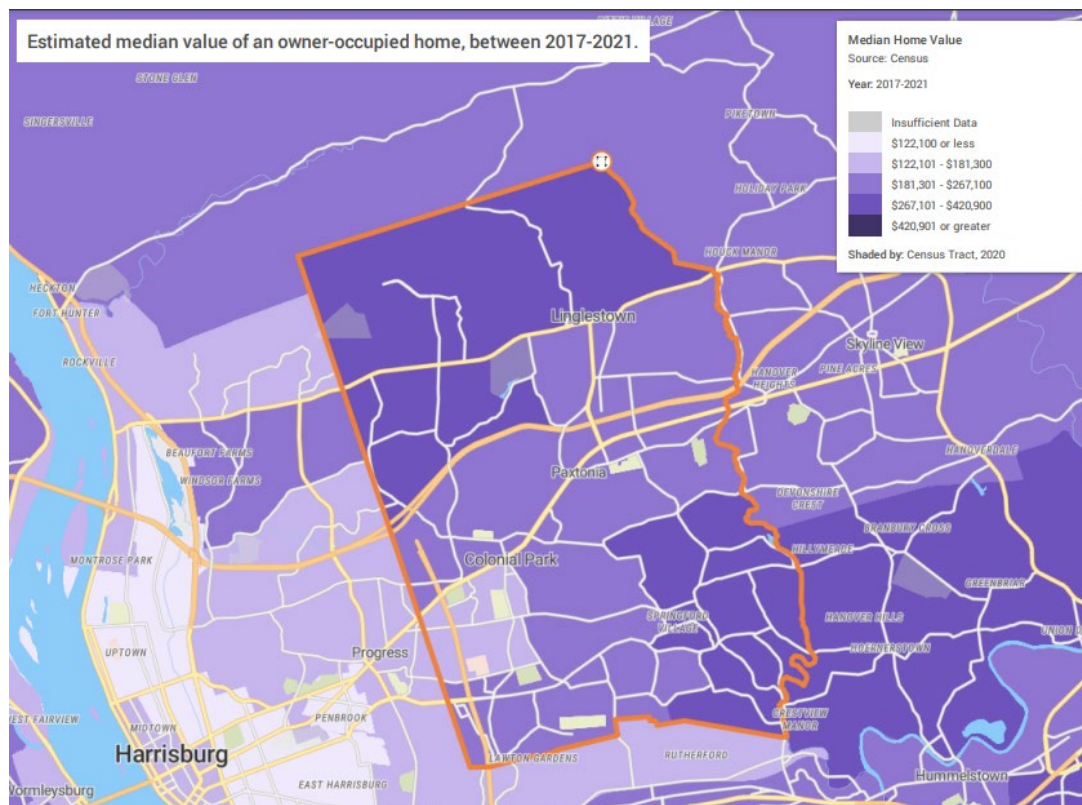 Estimated median value of an owner-occupied home, between 2017-2021.
Median Home Value
Source: Census
Year: 2017-2021
Insufficient Data
$122,100 or less
$122,101 - $181,300
$181,301 - $267,100
$267,101 - $420,900
$420,901 or greater
Shaded by: Census Tract, 2020
STONE GLEN
SINGERSVILLE
PIKETOWN
HOLIDAY PARK
HOUCK MANOR
HECKTON
FORT HUNTER
Linglestown
Skyline View
ROCKVILLE
PINE ACRES
HANOVER
HEIGHTS
BEAUFORT FARMS
HANOVERDALE
WINDSOR FARMS
Paxtonia
DEVONSHIRE
CREST
BRANBURY CROSS
MONTROSE PARK
Colonial Park
HILLYMEADE
GREENBRIAR
SPRINGFORD
VILLAGE
HANOVER HILLS
UNION D
UPTOWN
Progress
HOERNERSTOWN
WEST FAIRVIEW
MIDTOWN
PENBROOK
CRESTVIEW
MANOR
Harrisburg
LAWTON GARDENS
RUTHERFORD
EAST HARRISBURG
Hummelstown
Wormleysburg